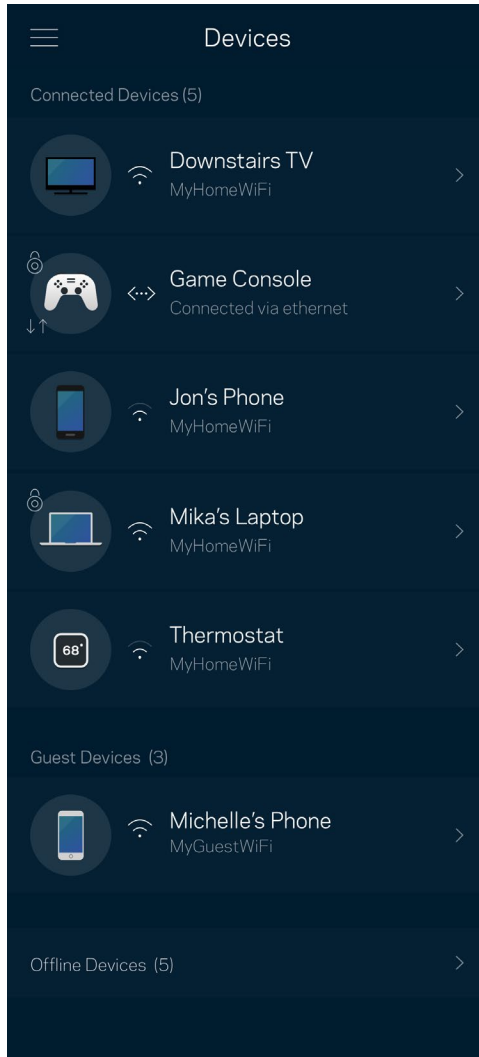 Devices
Connected Devices (5)
Downstairs TV
MyHomeWiFi
Game Console
Connected via ethernet
Jon's Phone
MyHomeWiFi
Mika's Laptop
MyHomeWiFi
68°
Thermostat
MyHomeWiFi
Guest Devices (3)
Michelle's Phone
MyGuestWiFi
Offline Devices (5)